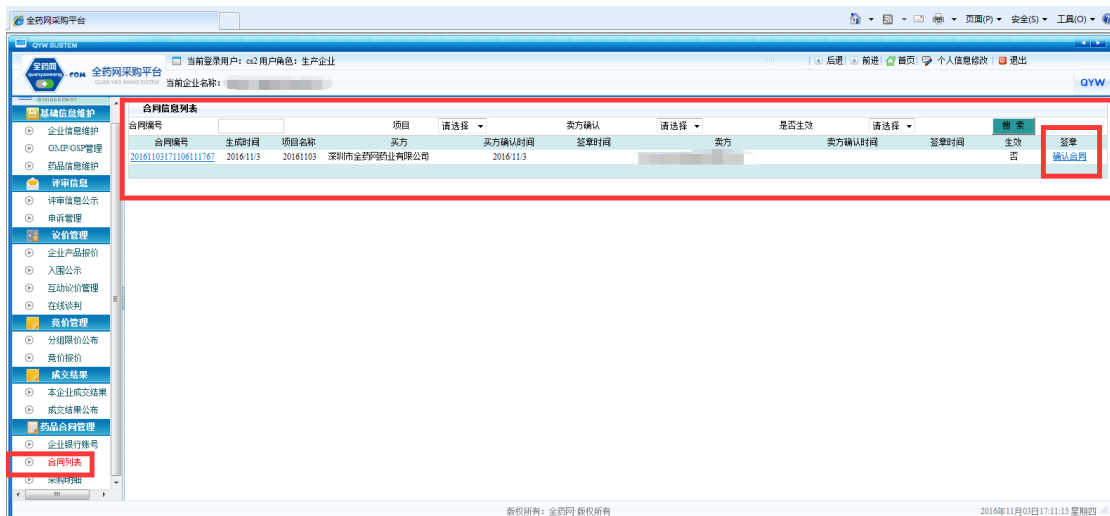 全药网采购平台
页面(P) 安全(S) 工具(O)
QYW SUSTEM
全药网
quanyaowang .COM
全药网采购平台
QUAN YAO WANG SYSTEM
当前登录用户：cs2 用户角色：生产企业
后退 前进 首页 个人信息修改 退出
当前企业名称：
QYW
基础信息维护
企业信息维护
GMP/GSP管理
药品信息维护
评审信息
评审信息公示
申诉管理
议价管理
企业产品报价
入围公示
互动议价管理
在线谈判
竞价管理
分组限价公布
竞价报价
成交结果
本企业成交结果
成交结果公布
药品合同管理
企业银行账号
合同列表
采购明细
合同信息列表
合同编号 项目 请选择 卖方确认 请选择 是否生效 请选择 搜 索
合同编号 生成时间 项目名称 买方 买方确认时间 签章时间 卖方 卖方确认时间 签章时间 生效 签章
20161103171106111767 2016/11/3 20161103 深圳市全药网药业有限公司 2016/11/3 否 确认合同
版权所有：全药网 版权所有
2016年11月03日17:11:15 星期四